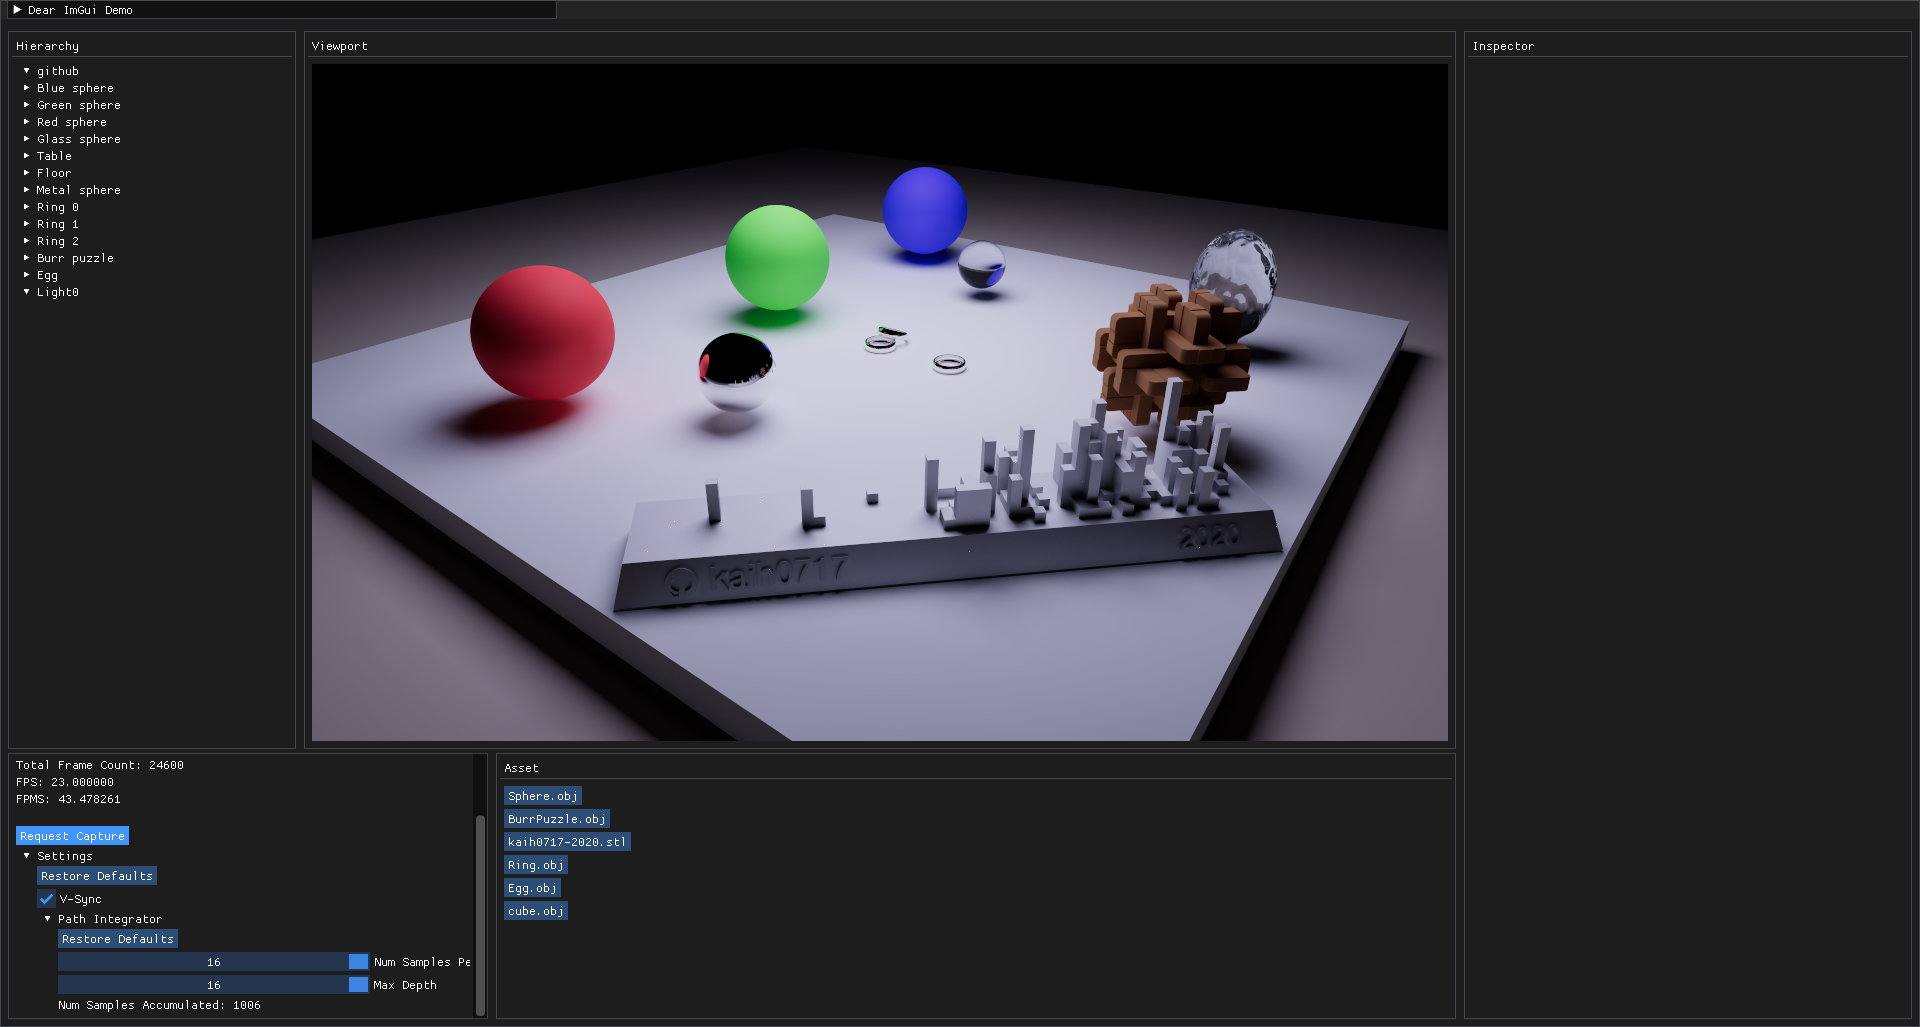 Dear ImGui Demo
Hierarchy
github
Blue sphere
Green sphere
Red sphere
Glass sphere
Table
Floor
Metal sphere
Ring 0
Ring 1
Ring 2
Burr puzzle
Egg
Light0
Viewport
kaih0717
2020
Inspector
Total Frame Count: 24600
FPS: 23.000000
FPMS: 43.478261
Request Capture
Settings
Restore Defaults
V-Sync
Path Integrator
Restore Defaults
16 Num Samples Pe
16 Max Depth
Num Samples Accumulated: 1006
Asset
Sphere.obj
BurrPuzzle.obj
kaih0717-2020.stl
Ring.obj
Egg.obj
cube.obj